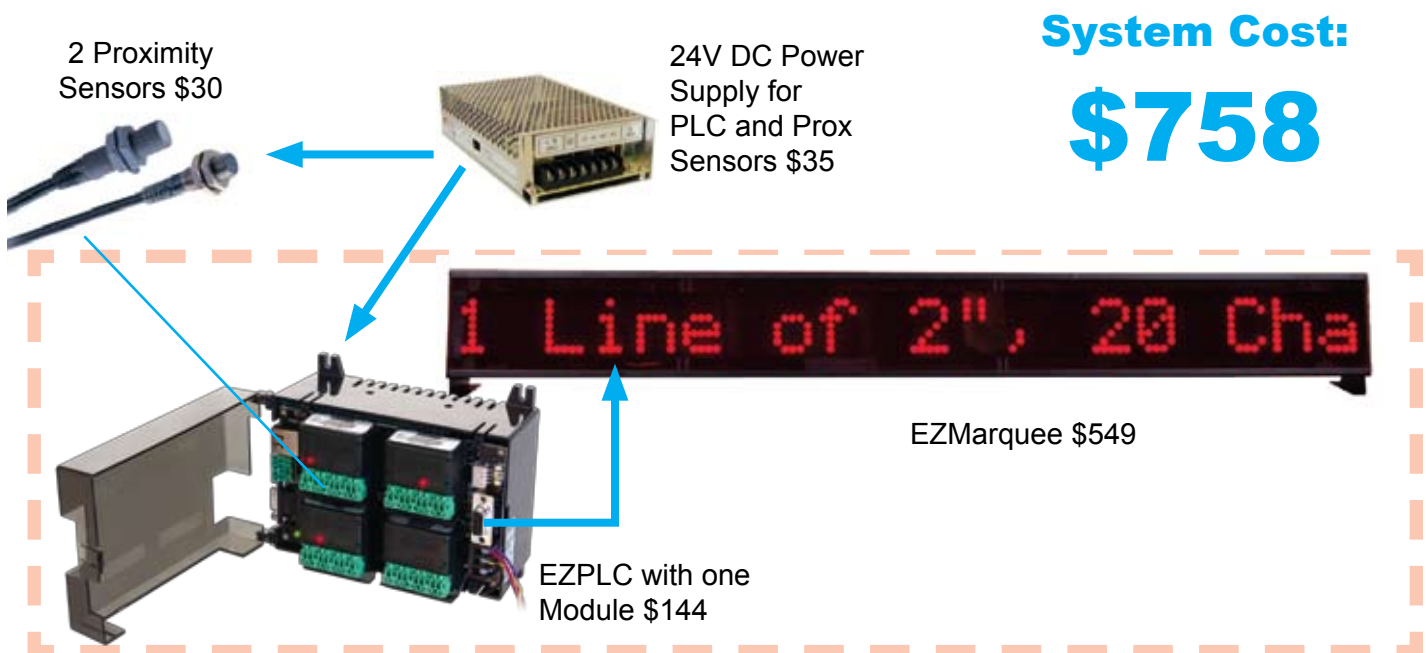 System Cost:
$758
2 Proximity
Sensors $30
24V DC Power
Supply for
PLC and Prox
Sensors $35
1 Line of 2", 20 Cha
EZMarquee $549
EZPLC with one
Module $144